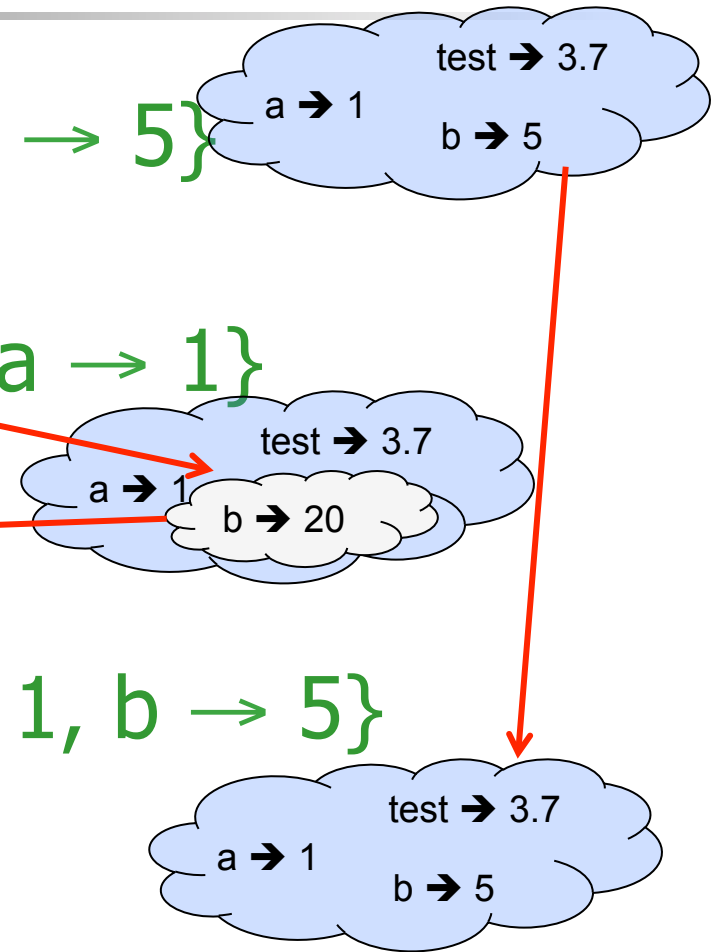 test ➔ 3.7
a ➔ 1
→ 5}
b ➔ 5
a → 1}
test ➔ 3.7
a ➔ 1
b ➔ 20
1, b → 5}
test ➔ 3.7
a ➔ 1
b ➔ 5